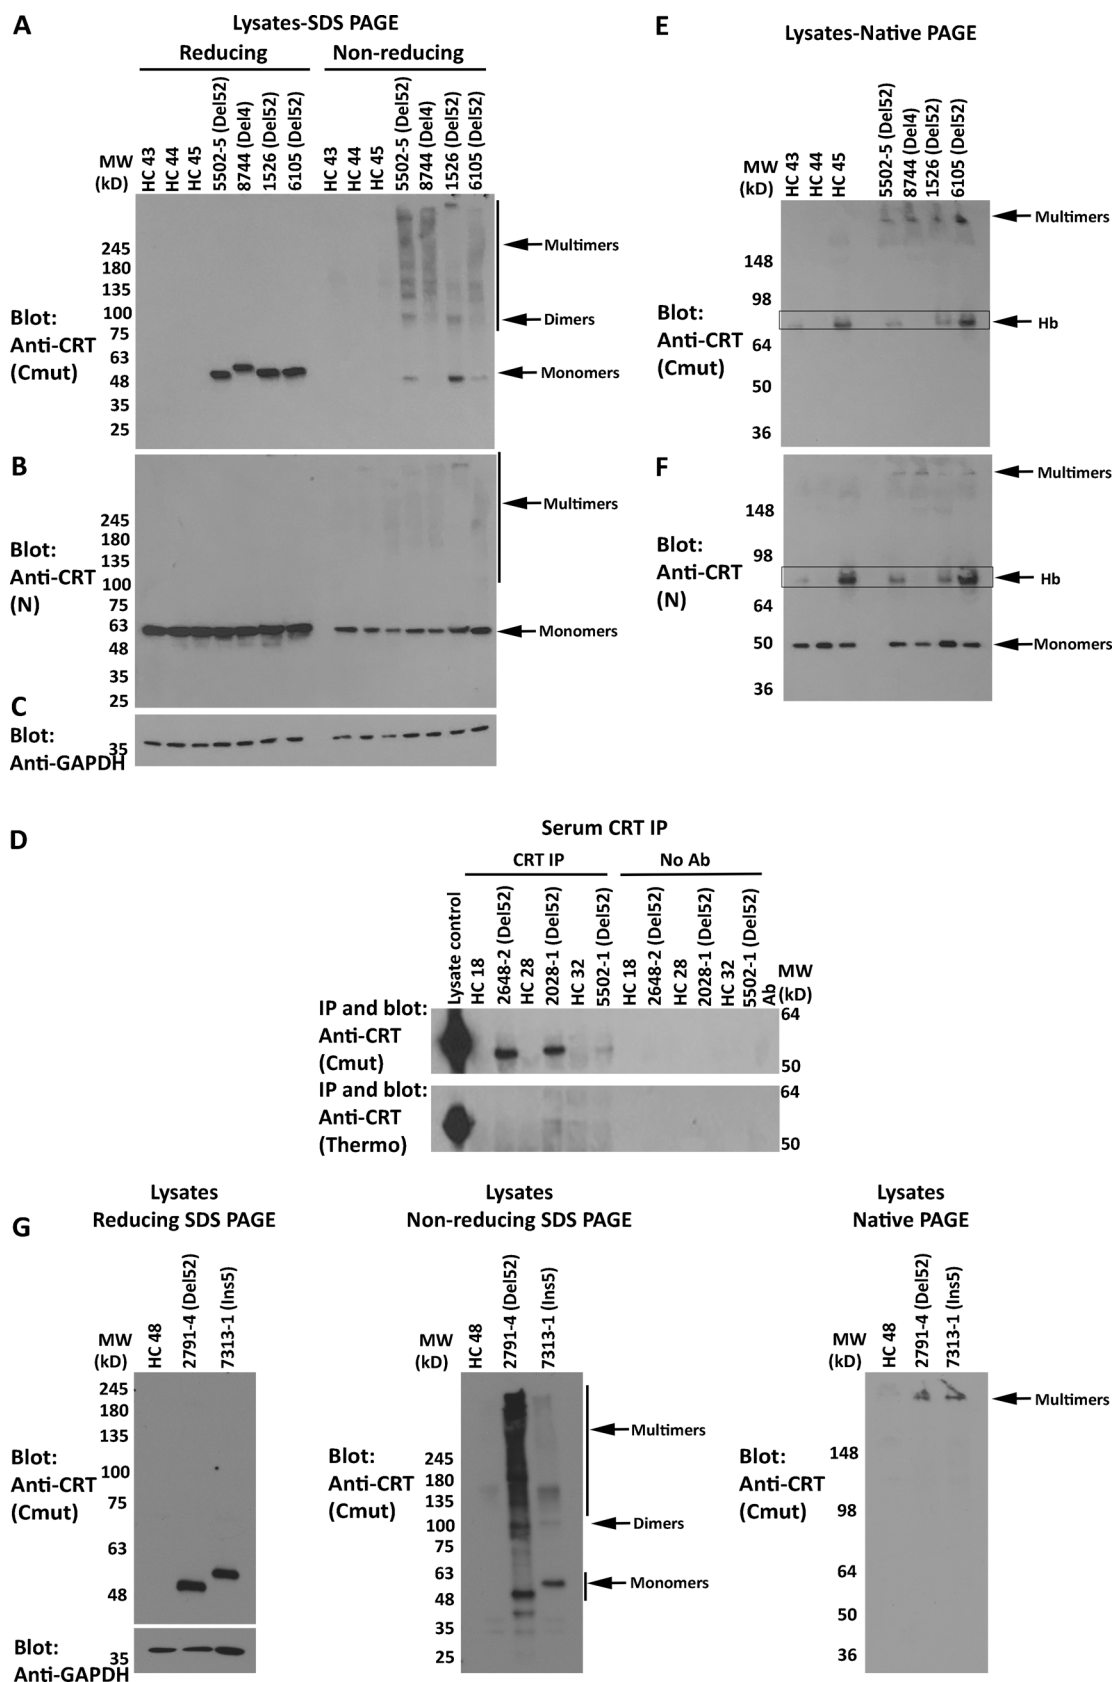 A
Lysates-SDS PAGE
Reducing
Non-reducing
MW
(kD)
HC 43
HC 44
HC 45
5502-5 (Del52)
8744 (Del4)
1526 (Del52)
6105 (Del52)
HC 43
HC 44
HC 45
5502-5 (Del52)
8744 (Del4)
1526 (Del52)
6105 (Del52)
Blot:
Anti-CRT
(Cmut)
245
180
135
100
75
63
48
35
25
Multimers
Dimers
Monomers
B
Blot:
Anti-CRT
(N)
245
180
135
100
75
63
48
35
25
Multimers
Monomers
C
Blot:
Anti-GAPDH
35
E
Lysates-Native PAGE
MW
(kD)
HC 43
HC 44
HC 45
5502-5 (Del52)
8744 (Del4)
1526 (Del52)
6105 (Del52)
Blot:
Anti-CRT
(Cmut)
148
98
64
50
36
Multimers
Hb
F
Blot:
Anti-CRT
(N)
148
98
64
50
36
Multimers
Hb
Monomers
D
Serum CRT IP
CRT IP
No Ab
Lysate control
HC 18
2648-2 (Del52)
HC 28
2028-1 (Del52)
HC 32
5502-1 (Del52)
HC 18
2648-2 (Del52)
HC 28
2028-1 (Del52)
HC 32
5502-1 (Del52)
Ab
MW
(kD)
IP and blot:
Anti-CRT
(Cmut)
64
50
IP and blot:
Anti-CRT
(Thermo)
64
50
G
Lysates
Reducing SDS PAGE
MW
(kD)
HC 48
2791-4 (Del52)
7313-1 (Ins5)
Blot:
Anti-CRT
(Cmut)
245
180
135
100
75
63
48
Blot:
Anti-GAPDH
35
Lysates
Non-reducing SDS PAGE
MW
(kD)
HC 48
2791-4 (Del52)
7313-1 (Ins5)
Blot:
Anti-CRT
(Cmut)
245
180
135
100
75
63
48
35
25
Multimers
Dimers
Monomers
Lysates
Native PAGE
MW
(kD)
HC 48
2791-4 (Del52)
7313-1 (Ins5)
Blot:
Anti-CRT
(Cmut)
148
98
64
50
36
Multimers